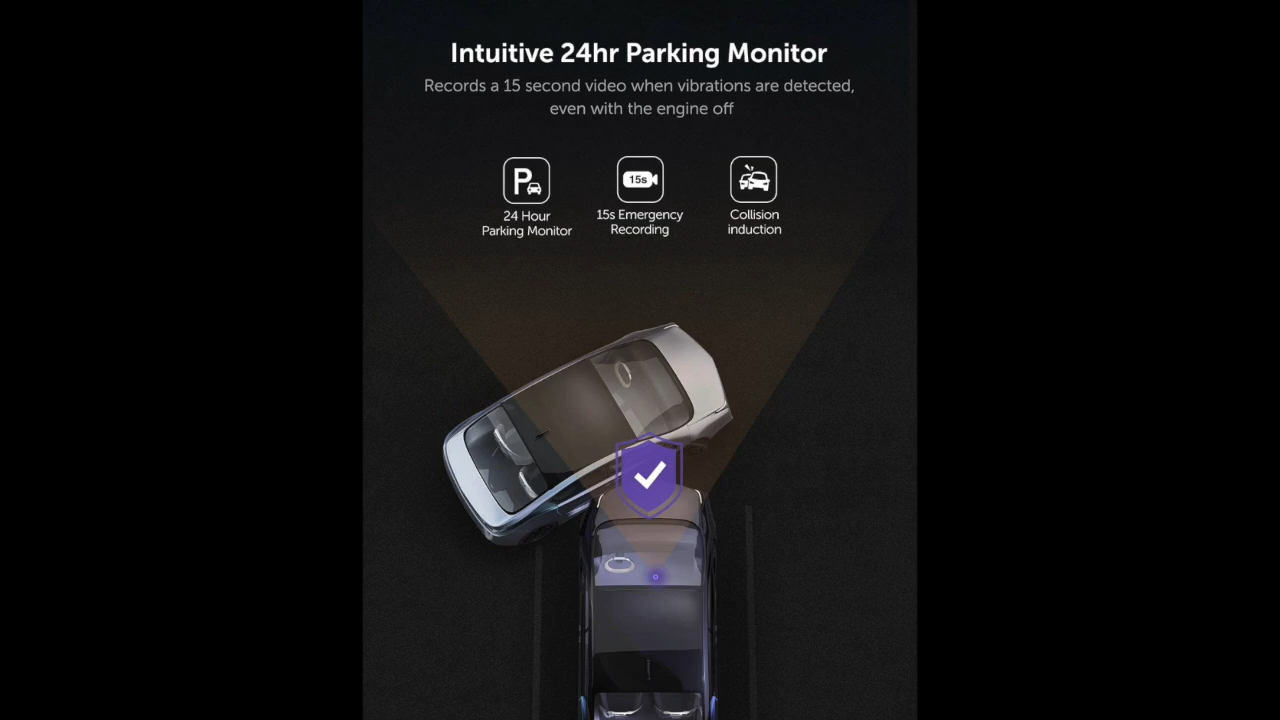 Intuitive 24hr Parking Monitor
Records a 15 second video when vibrations are detected,
even with the engine off
P
15s
24 Hour
Parking Monitor
15s Emergency
Recording
Collision
induction